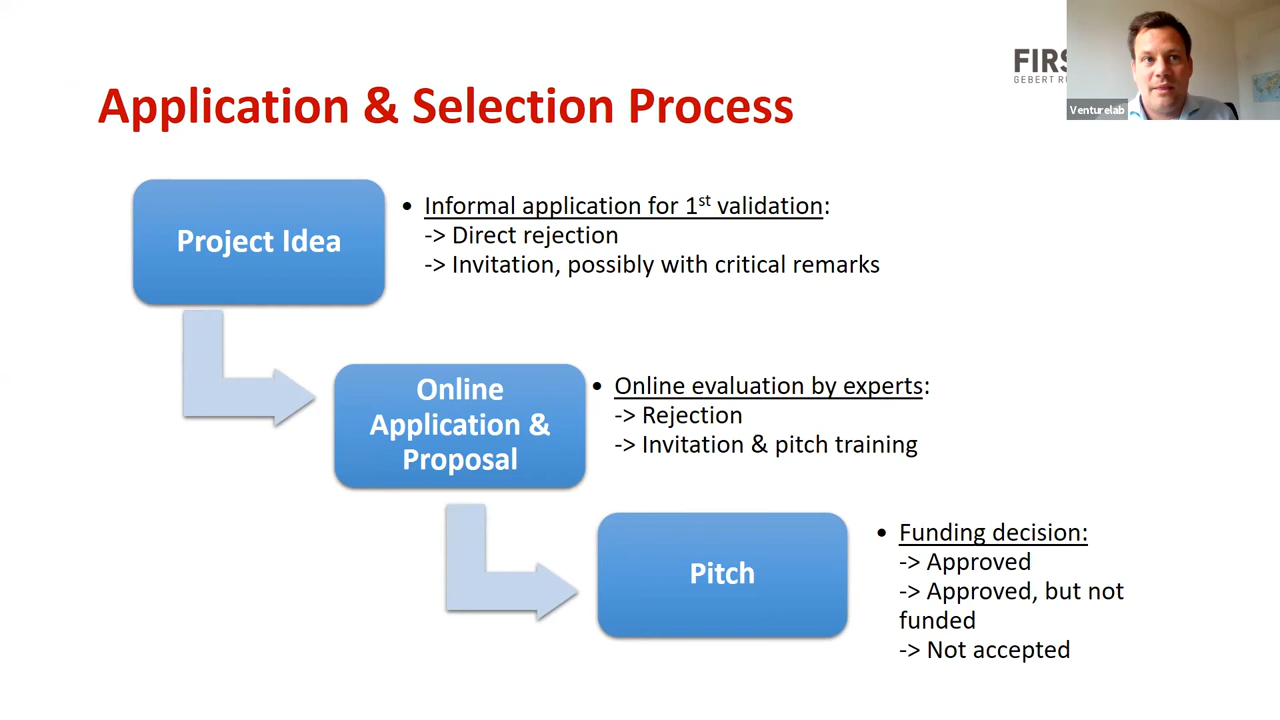 FIRS
GEBERT R
Venturelab
Application & Selection Process
Project Idea
• Informal application for 1st validation:
-> Direct rejection
-> Invitation, possibly with critical remarks
Online
Application &
Proposal
• Online evaluation by experts:
-> Rejection
-> Invitation & pitch training
Pitch
• Funding decision:
-> Approved
-> Approved, but not
funded
-> Not accepted